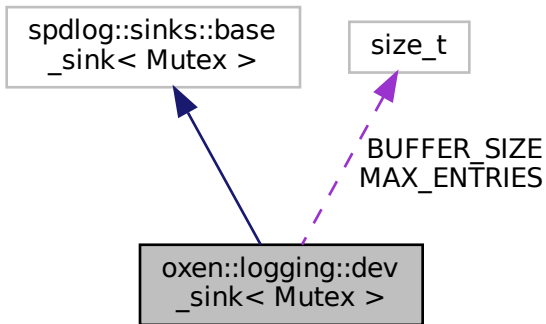 spdlog::sinks::base
_sink< Mutex >
size_t
BUFFER_SIZE
MAX_ENTRIES
oxen::logging::dev
_sink< Mutex >